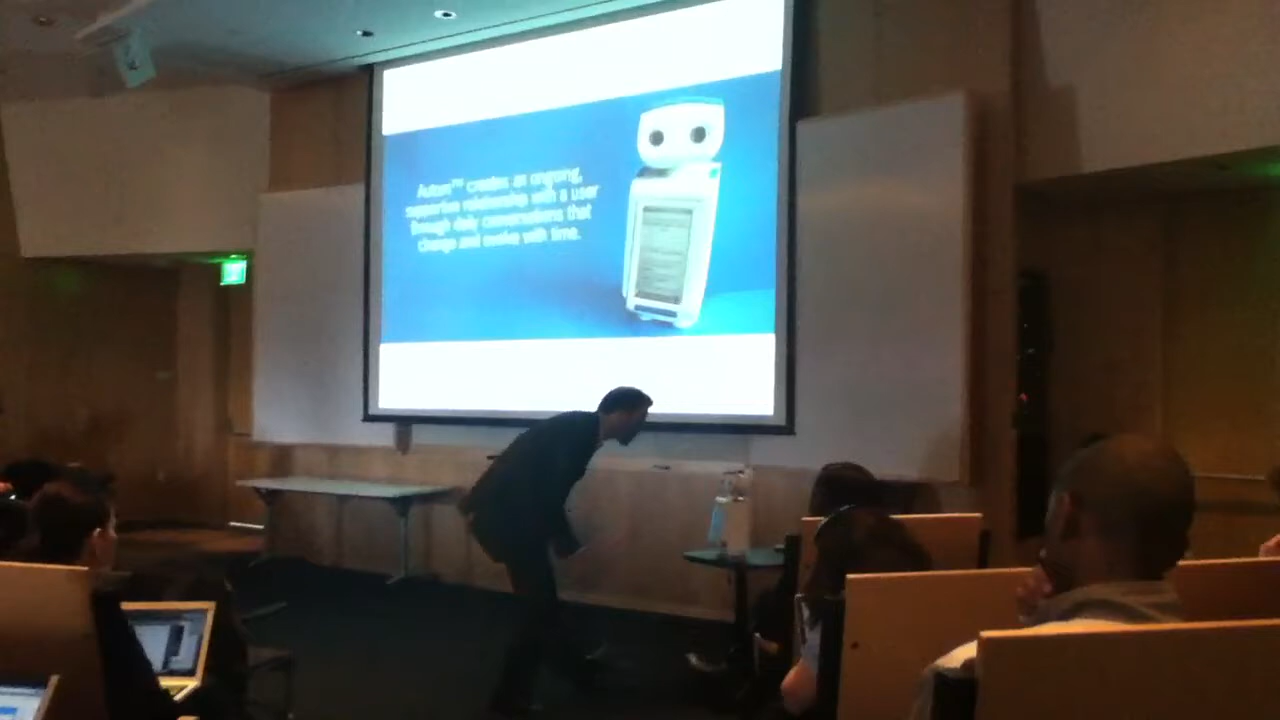 Autom™ creates an ongoing,
supportive relationship with a user
through daily conversations that
change and evolve with time.